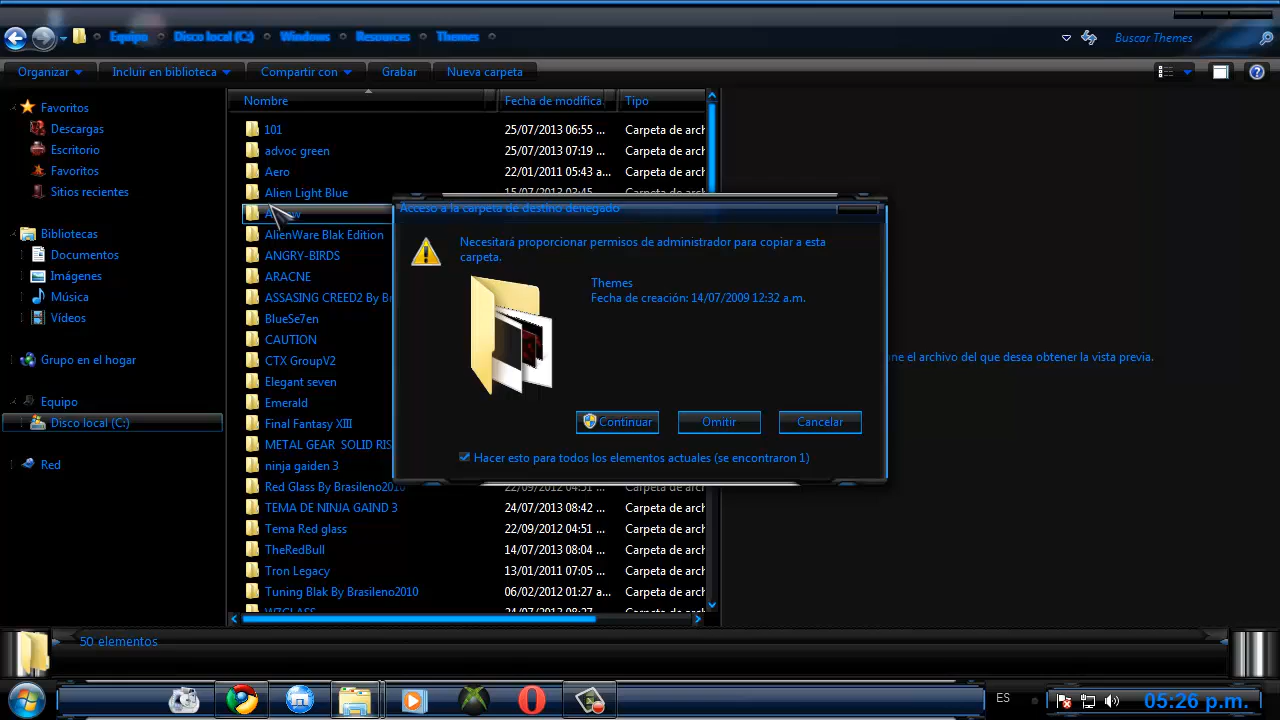 Equipo Disco local (C:) Windows Resources Themes
Buscar Themes
Organizar Incluir en biblioteca Compartir con Grabar Nueva carpeta
Favoritos
Descargas
Escritorio
Favoritos
Sitios recientes
Bibliotecas
Documentos
Imágenes
Música
Vídeos
Grupo en el hogar
Equipo
Disco local (C:)
Red
Nombre Fecha de modifica... Tipo
101 25/07/2013 06:55 ... Carpeta de arch
advoc green 25/07/2013 07:19 ... Carpeta de arch
Aero 22/01/2011 05:43 a... Carpeta de arch
Alien Light Blue 15/07/2013 03:45 Carpeta de arch
AlienWare Blak Edition
ANGRY-BIRDS
ARACNE
ASSASING CREED2 By Br
BlueSe7en
CAUTION
CTX GroupV2
Elegant seven
Emerald
Final Fantasy XIII
METAL GEAR SOLID RIS
ninja gaiden 3
Red Glass By Brasileno2010 22/09/2012 04:51 ... Carpeta de arch
TEMA DE NINJA GAIND 3 24/07/2013 08:42 ... Carpeta de arch
Tema Red glass 22/09/2012 04:51 ... Carpeta de arch
TheRedBull 14/07/2013 08:04 ... Carpeta de arch
Tron Legacy 13/01/2011 07:05 ... Carpeta de arch
Tuning Blak By Brasileno2010 06/02/2012 01:27 a... Carpeta de arch
W7GLASS 24/07/2013 08:27 Carpeta de arch
Acceso a la carpeta de destino denegado
Necesitará proporcionar permisos de administrador para copiar a esta
carpeta.
Themes
Fecha de creación: 14/07/2009 12:32 a.m.
Continuar Omitir Cancelar
Hacer esto para todos los elementos actuales (se encontraron 1)
ne el archivo del que desea obtener la vista previa.
50 elementos
ES
05:26 p.m.